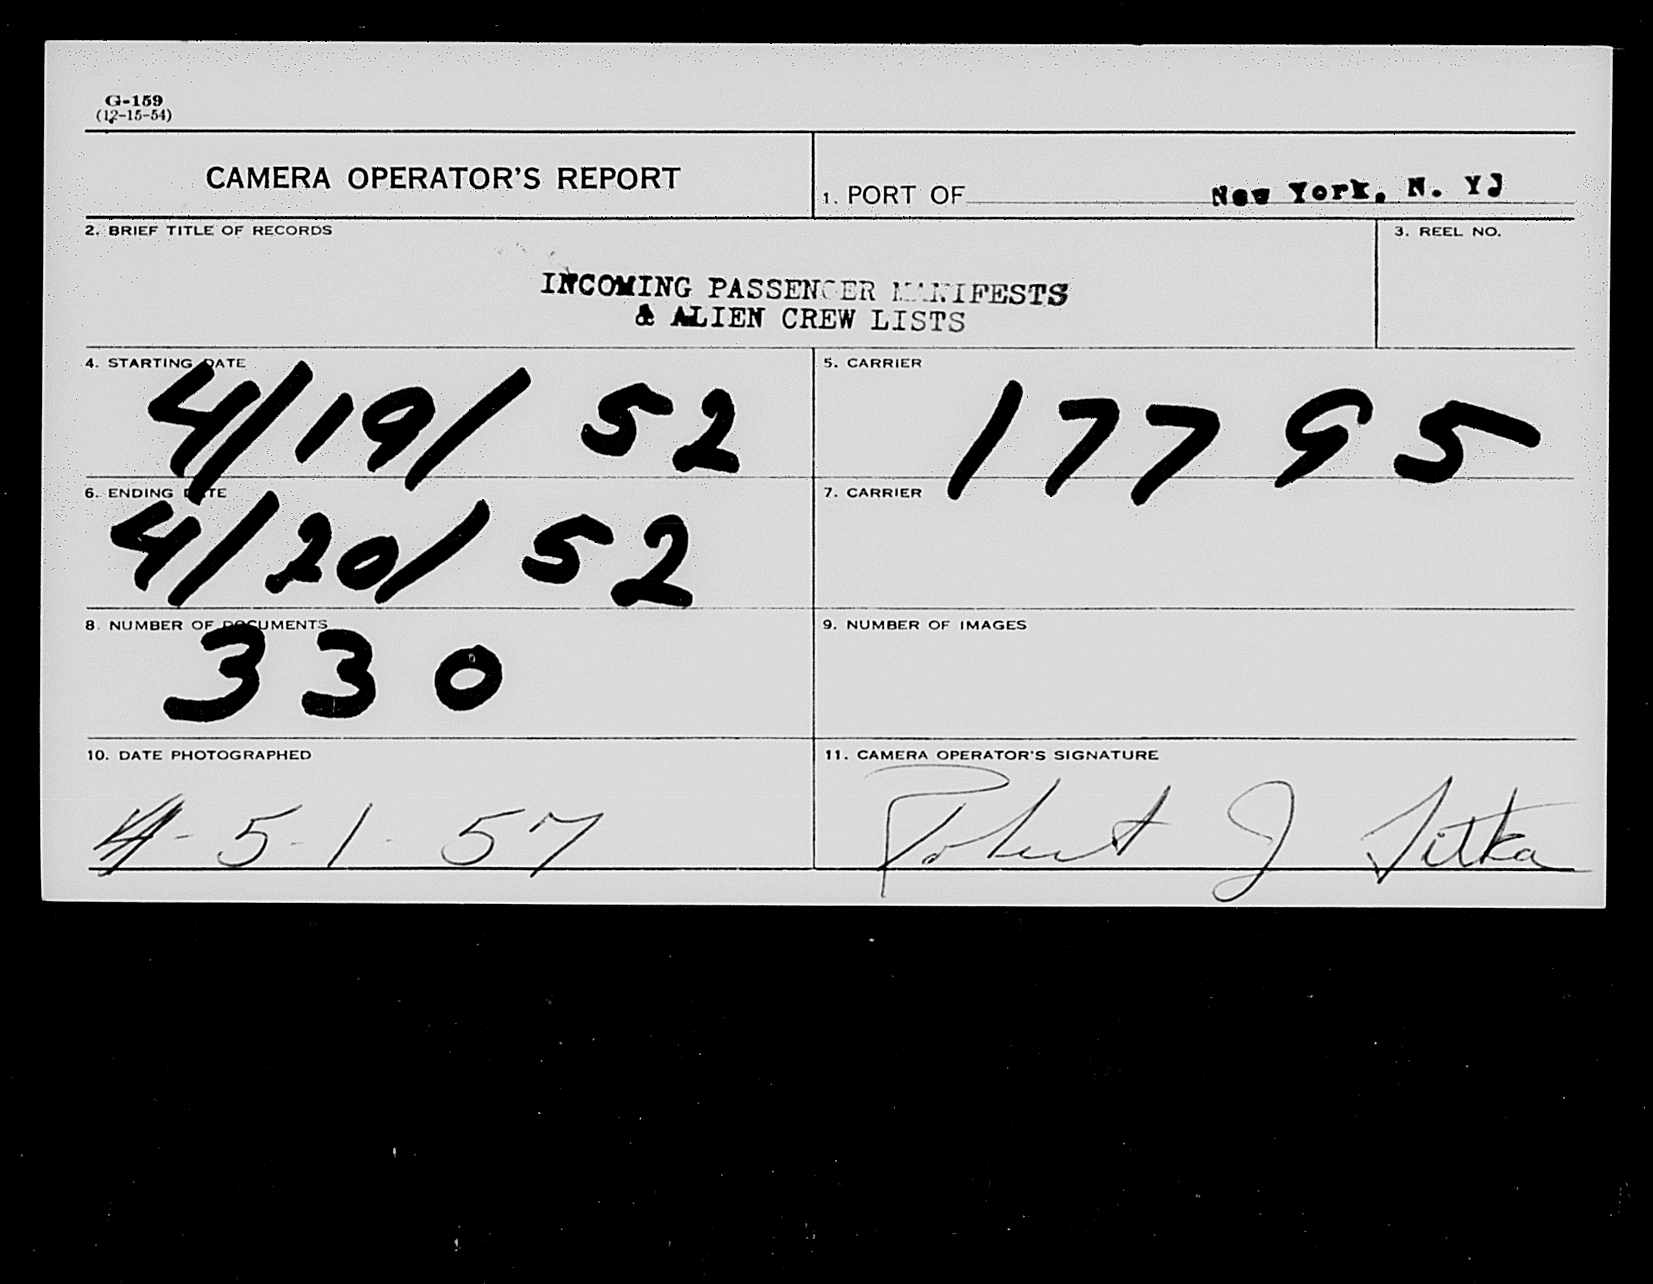 G-159
(12-15-54)
CAMERA OPERATOR'S REPORT
1. PORT OF New York, N. YJ
2. BRIEF TITLE OF RECORDS
3. REEL NO.
INCOMING PASSENGER MANIFESTS
& ALIEN CREW LISTS
4. STARTING DATE
4/19/52
5. CARRIER
17795
6. ENDING DATE
4/20/52
7. CARRIER
8. NUMBER OF DOCUMENTS
330
9. NUMBER OF IMAGES
10. DATE PHOTOGRAPHED
5-1-57
11. CAMERA OPERATOR'S SIGNATURE
Robert J